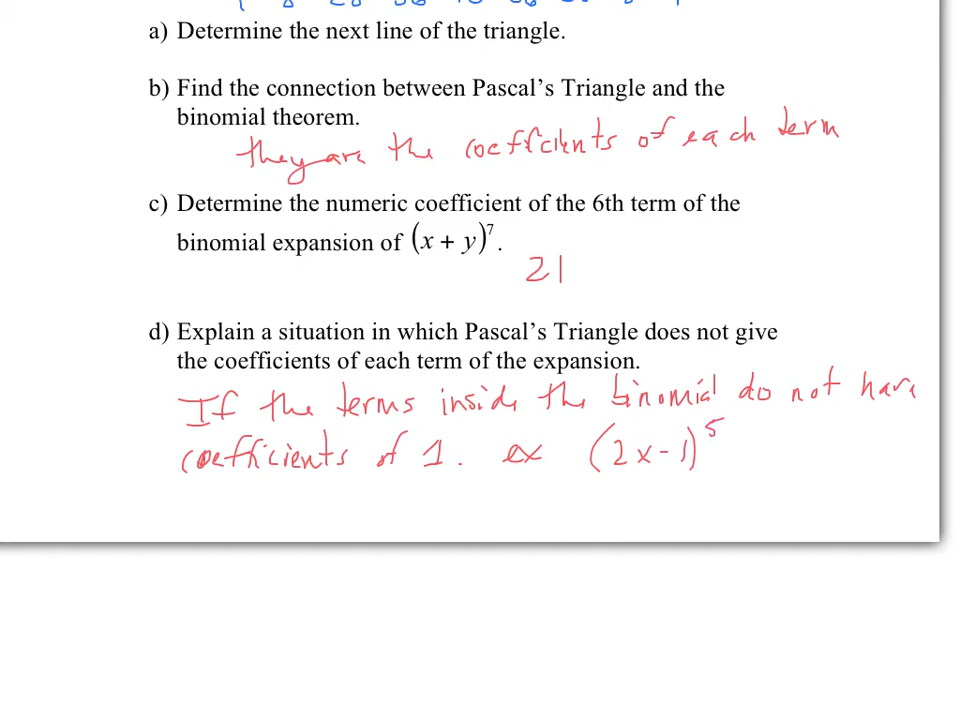 a) Determine the next line of the triangle.
b) Find the connection between Pascal's Triangle and the
binomial theorem.
they are the coefficients of each term
c) Determine the numeric coefficient of the 6th term of the
binomial expansion of (x + y)⁷.
21
d) Explain a situation in which Pascal's Triangle does not give
the coefficients of each term of the expansion.
If the terms inside the binomial do not have
coefficients of 1. ex (2x-1)⁵